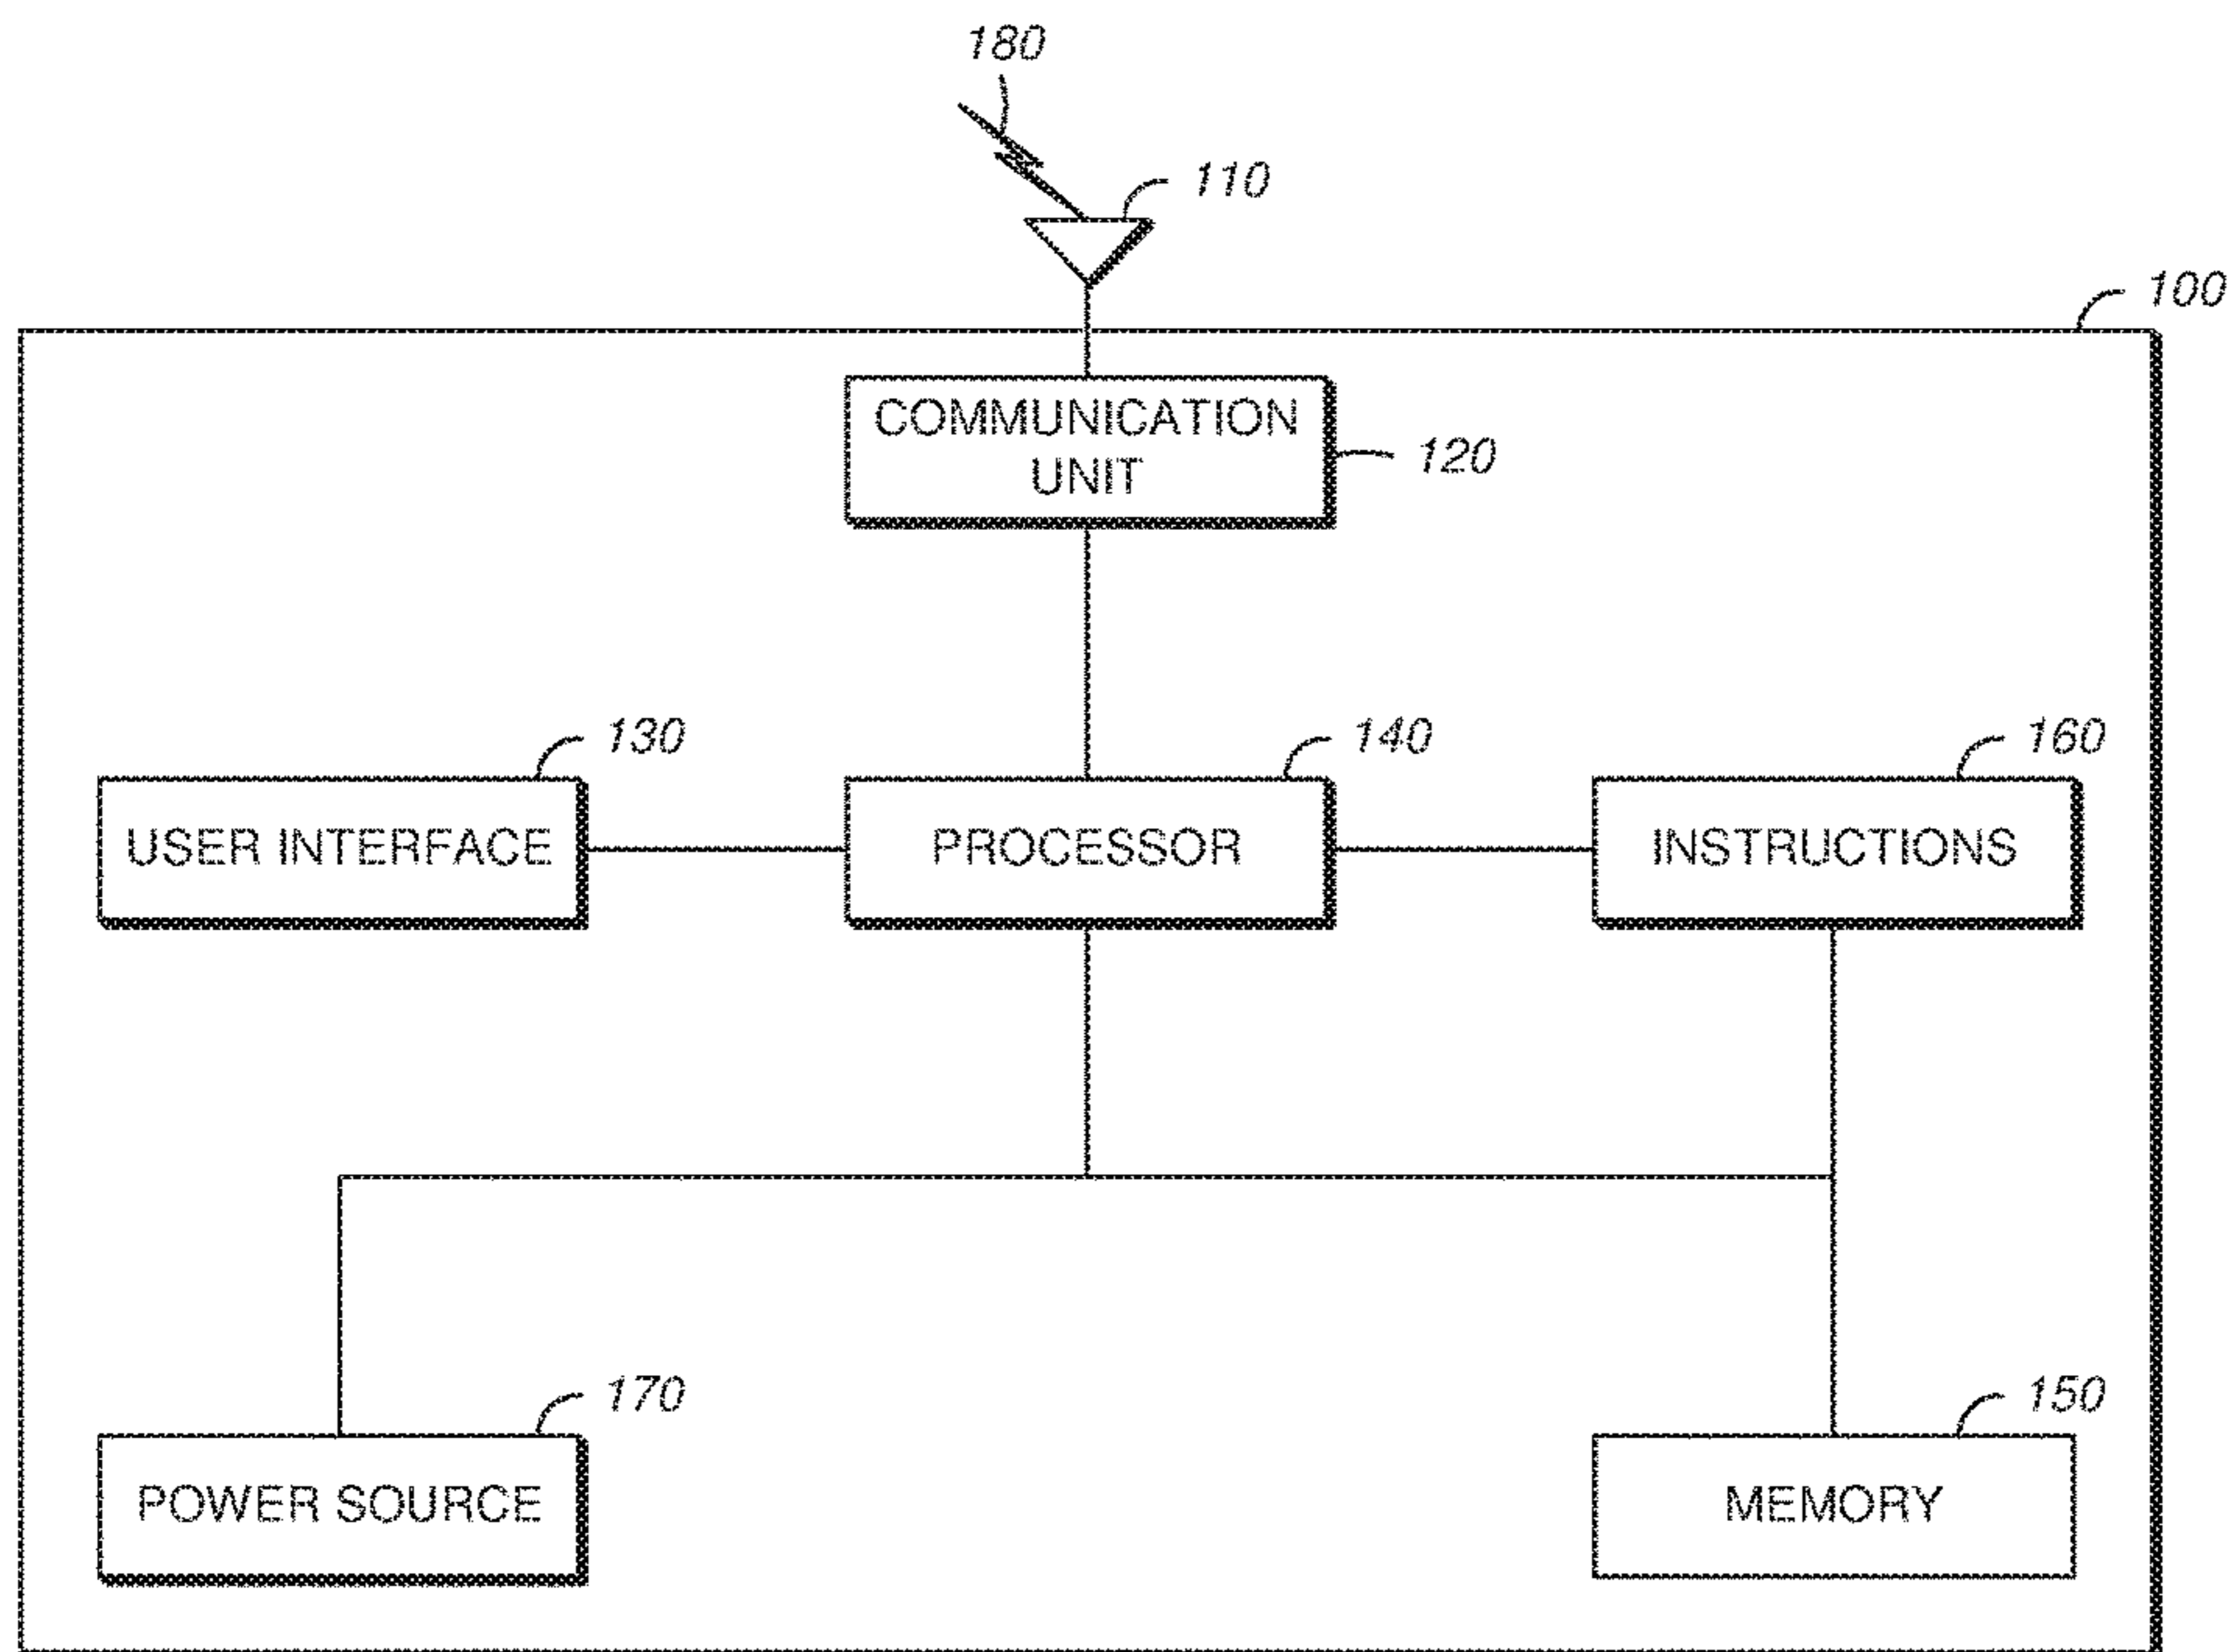 180
110
100
COMMUNICATION
UNIT
120
130
140
160
USER INTERFACE
PROCESSOR
INSTRUCTIONS
170
150
POWER SOURCE
MEMORY